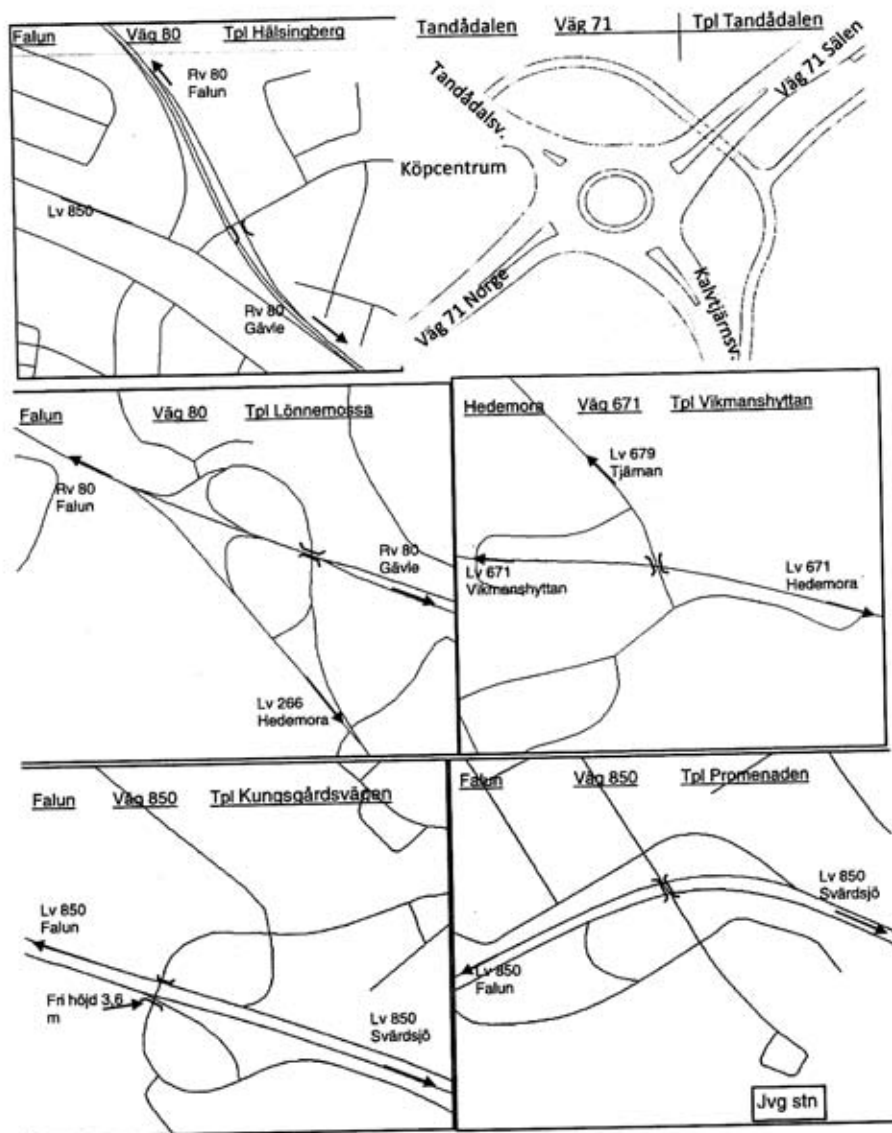 Falun Väg 80 Tpl Hälsingberg
Rv 80
Falun
Lv 850
Köpcentrum
Rv 80
Gävle
Tandådalen Väg 71 Tpl Tandådalen
Tandådalsv.
Väg 71 Sälen
Väg 71 Norge
Kalvtjärnsv.
Falun Väg 80 Tpl Lönnemossa
Rv 80
Falun
Rv 80
Gävle
Lv 266
Hedemora
Hedemora Väg 671 Tpl Vikmanshyttan
Lv 679
Tjärnan
Lv 671
Vikmanshyttan
Lv 671
Hedemora
Falun Väg 850 Tpl Kungsgårdsvägen
Lv 850
Falun
Fri höjd 3,6
m
Lv 850
Svärdsjö
Falun Väg 850 Tpl Promenaden
Lv 850
Svärdsjö
Lv 850
Falun
Jvg stn